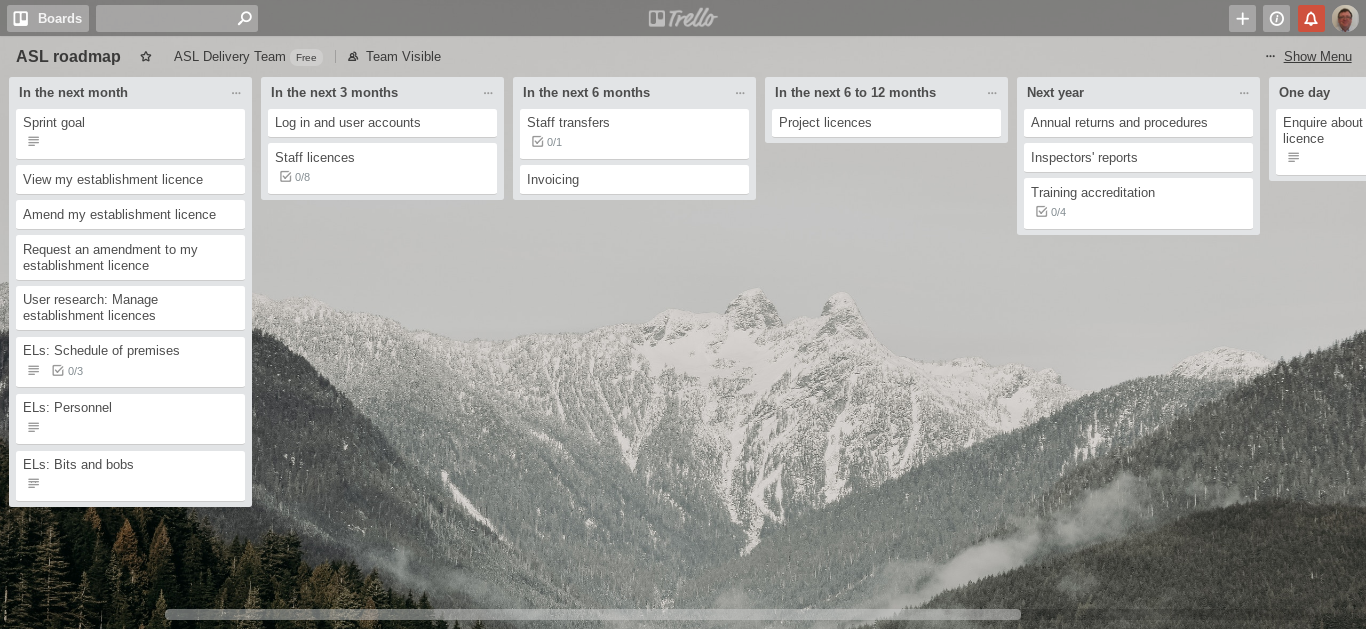 Boards
Trello
ASL roadmap
ASL Delivery Team Free
Team Visible
··· Show Menu
In the next month
Sprint goal
View my establishment licence
Amend my establishment licence
Request an amendment to my
establishment licence
User research: Manage
establishment licences
ELs: Schedule of premises
0/3
ELs: Personnel
ELs: Bits and bobs
In the next 3 months
Log in and user accounts
Staff licences
0/8
In the next 6 months
Staff transfers
0/1
Invoicing
In the next 6 to 12 months
Project licences
Next year
Annual returns and procedures
Inspectors' reports
Training accreditation
0/4
One day
Enquire about
licence